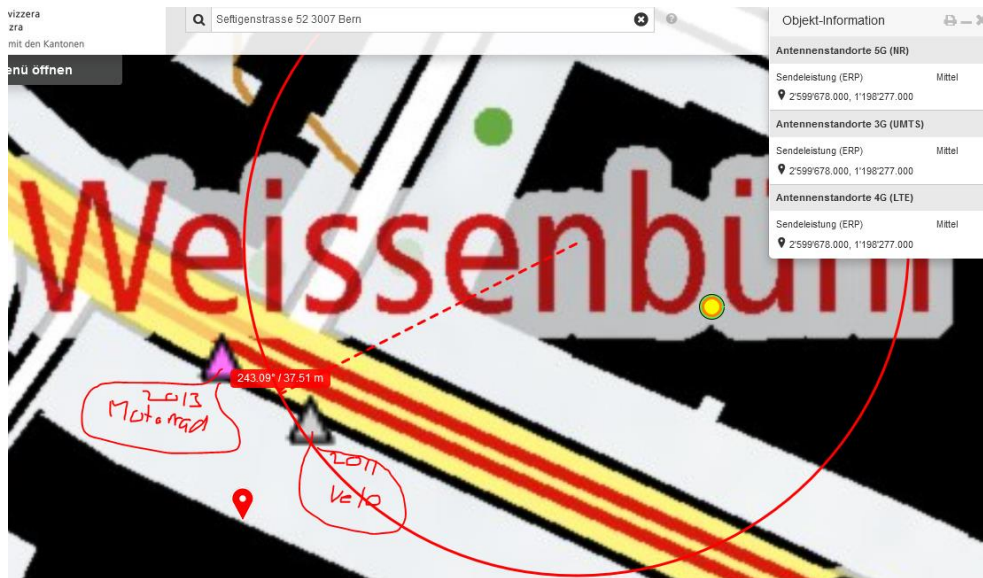 vizzera
zra
mit den Kantonen
enü öffnen
Seftigenstrasse 52 3007 Bern
Objekt-Information
Antennenstandorte 5G (NR)
Sendeleistung (ERP) Mittel
2'599'678.000, 1'198'277.000
Antennenstandorte 3G (UMTS)
Sendeleistung (ERP) Mittel
2'599'678.000, 1'198'277.000
Antennenstandorte 4G (LTE)
Sendeleistung (ERP) Mittel
2'599'678.000, 1'198'277.000
Weissenbühl
243.09° / 37.51 m
2013
Motorrad
2011
Velo